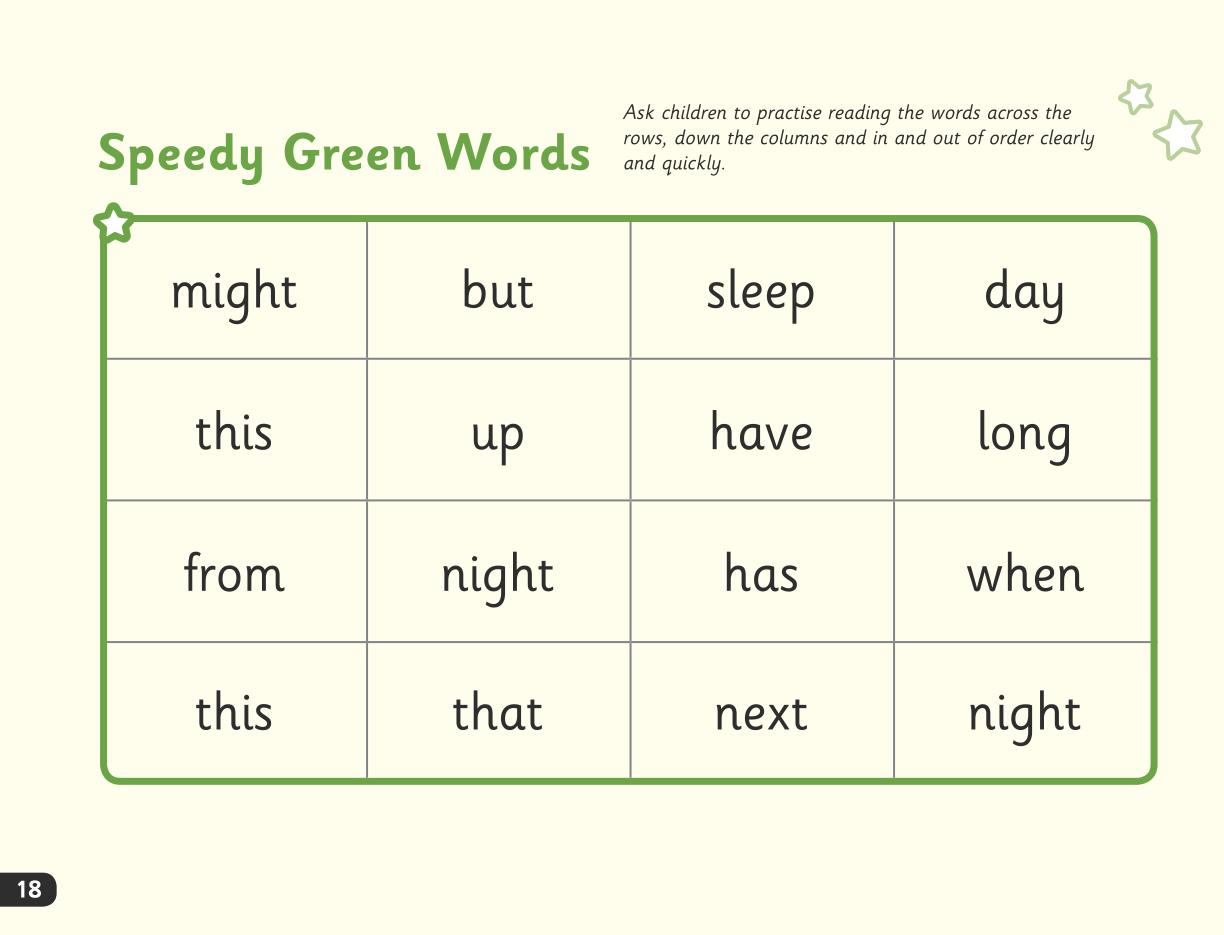 Speedy Green Words
Ask children to practise reading the words across the
rows, down the columns and in and out of order clearly
and quickly.
might but sleep day
this up have long
from night has when
this that next night
18